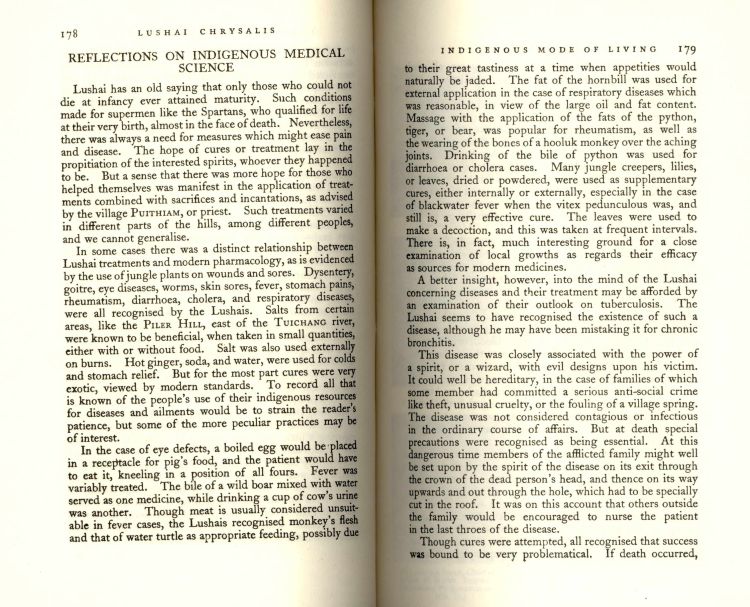 178 LUSHAI CHRYSALIS
REFLECTIONS ON INDIGENOUS MEDICAL
SCIENCE
Lushai has an old saying that only those who could not
die at infancy ever attained maturity. Such conditions
made for supermen like the Spartans, who qualified for life
at their very birth, almost in the face of death. Nevertheless,
there was always a need for measures which might ease pain
and disease. The hope of cures or treatment lay in the
propitiation of the interested spirits, whoever they happened
to be. But a sense that there was more hope for those who
helped themselves was manifest in the application of treat-
ments combined with sacrifices and incantations, as advised
by the village PUITHIAM, or priest. Such treatments varied
in different parts of the hills, among different peoples,
and we cannot generalise.
In some cases there was a distinct relationship between
Lushai treatments and modern pharmacology, as is evidenced
by the use of jungle plants on wounds and sores. Dysentery,
goitre, eye diseases, worms, skin sores, fever, stomach pains,
rheumatism, diarrhoea, cholera, and respiratory diseases,
were all recognised by the Lushais. Salts from certain
areas, like the PILER HILL, east of the TUICHANG river,
were known to be beneficial, when taken in small quantities,
either with or without food. Salt was also used externally
on burns. Hot ginger, soda, and water, were used for colds
and stomach relief. But for the most part cures were very
exotic, viewed by modern standards. To record all that
is known of the people's use of their indigenous resources
for diseases and ailments would be to strain the reader's
patience, but some of the more peculiar practices may be
of interest.
In the case of eye defects, a boiled egg would be placed
in a receptacle for pig's food, and the patient would have
to eat it, kneeling in a position of all fours. Fever was
variably treated. The bile of a wild boar mixed with water
served as one medicine, while drinking a cup of cow's urine
was another. Though meat is usually considered unsuit-
able in fever cases, the Lushais recognised monkey's flesh
and that of water turtle as appropriate feeding, possibly due
INDIGENOUS MODE OF LIVING 179
to their great tastiness at a time when appetities would
naturally be jaded. The fat of the hornbill was used for
external application in the case of respiratory diseases which
was reasonable, in view of the large oil and fat content.
Massage with the application of the fats of the python,
tiger, or bear, was popular for rheumatism, as well as
the wearing of the bones of a hooluk monkey over the aching
joints. Drinking of the bile of python was used for
diarrhoea or cholera cases. Many jungle creepers, lilies,
or leaves, dried or powdered, were used as supplementary
cures, either internally or externally, especially in the case
of blackwater fever when the vitex pedunculous was, and
still is, a very effective cure. The leaves were used to
make a decoction, and this was taken at frequent intervals.
There is, in fact, much interesting ground for a close
examination of local growths as regards their efficacy
as sources for modern medicines.
A better insight, however, into the mind of the Lushai
concerning diseases and their treatment may be afforded by
an examination of their outlook on tuberculosis. The
Lushai seems to have recognised the existence of such a
disease, although he may have been mistaking it for chronic
bronchitis.
This disease was closely associated with the power of
a spirit, or a wizard, with evil designs upon his victim.
It could well be hereditary, in the case of families of which
some member had committed a serious anti-social crime
like theft, unusual cruelty, or the fouling of a village spring.
The disease was not considered contagious or infectious
in the ordinary course of affairs. But at death special
precautions were recognised as being essential. At this
dangerous time members of the afflicted family might well
be set upon by the spirit of the disease on its exit through
the crown of the dead person's head, and thence on its way
upwards and out through the hole, which had to be specially
cut in the roof. It was on this account that others outside
the family would be encouraged to nurse the patient
in the last throes of the disease.
Though cures were attempted, all recognised that success
was bound to be very problematical. If death occurred,